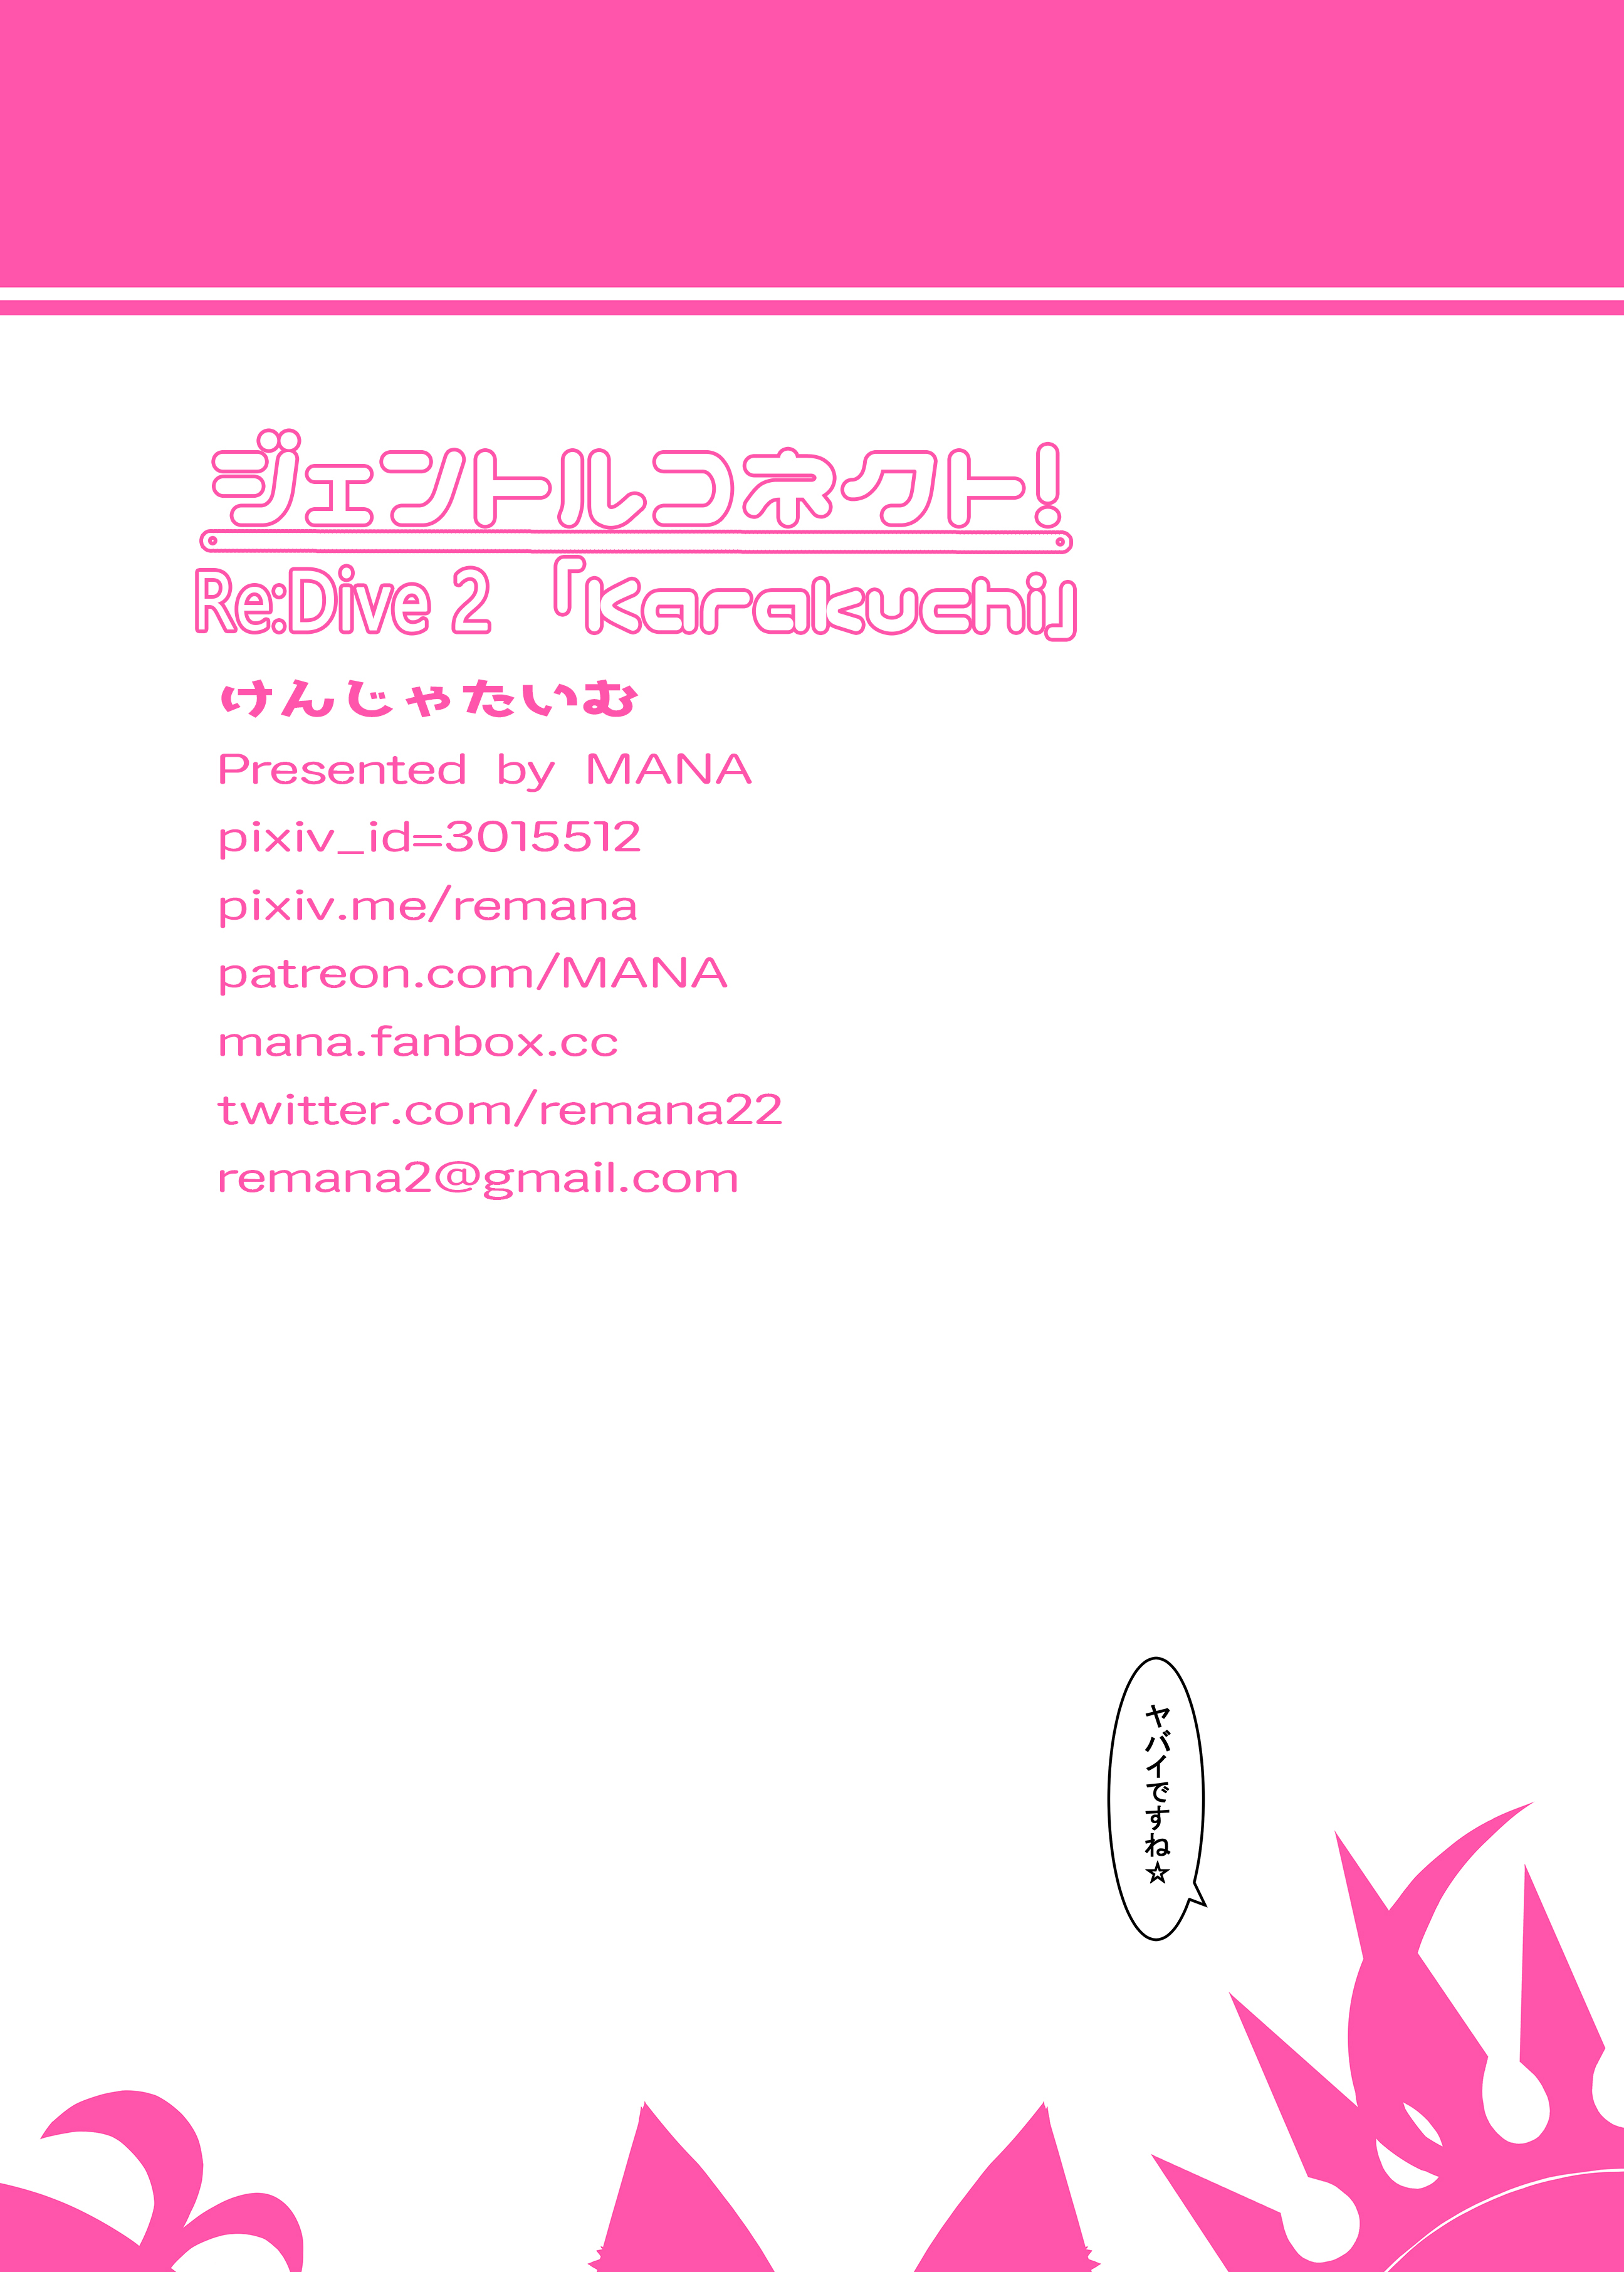 ジェントルコネクト!
Re:Dive 2 「Karakuchi」
けんじゃたいむ
Presented by MANA
pixiv_id=3015512
pixiv.me/remana
patreon.com/MANA
mana.fanbox.cc
twitter.com/remana22
remana2@gmail.com
ヤバイですね☆